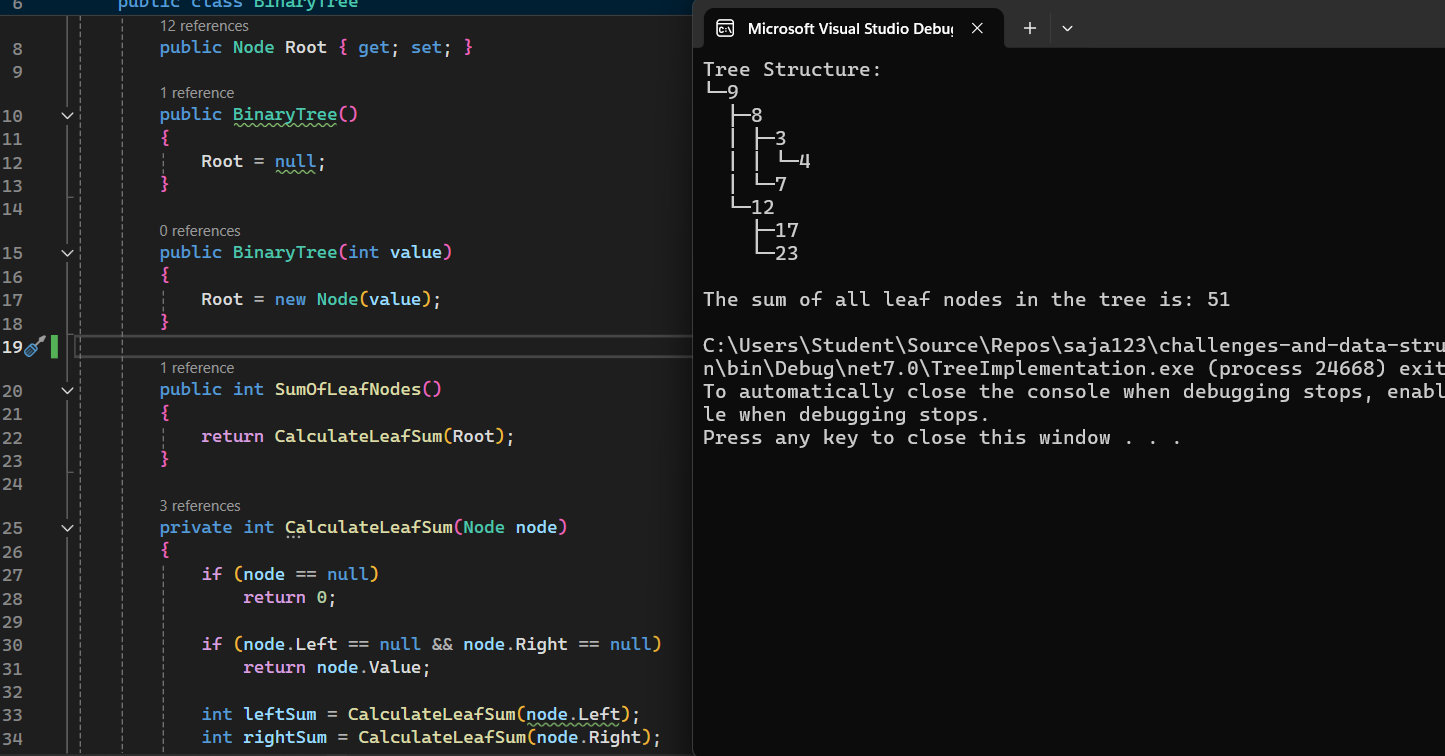 6 public class BinaryTree
12 references
8 public Node Root { get; set; }
9
1 reference
10 public BinaryTree()
11 {
12 Root = null;
13 }
14
0 references
15 public BinaryTree(int value)
16 {
17 Root = new Node(value);
18 }
19
1 reference
20 public int SumOfLeafNodes()
21 {
22 return CalculateLeafSum(Root);
23 }
24
3 references
25 private int CalculateLeafSum(Node node)
26 {
27 if (node == null)
28 return 0;
29
30 if (node.Left == null && node.Right == null)
31 return node.Value;
32
33 int leftSum = CalculateLeafSum(node.Left);
34 int rightSum = CalculateLeafSum(node.Right);
Microsoft Visual Studio Debug
Tree Structure:
└─9
  ├─8
  │ ├─3
  │ │ └─4
  │ └─7
  └─12
    ├─17
    └─23
The sum of all leaf nodes in the tree is: 51
C:\Users\Student\Source\Repos\saja123\challenges-and-data-stru
n\bin\Debug\net7.0\TreeImplementation.exe (process 24668) exit
To automatically close the console when debugging stops, enabl
le when debugging stops.
Press any key to close this window . . .